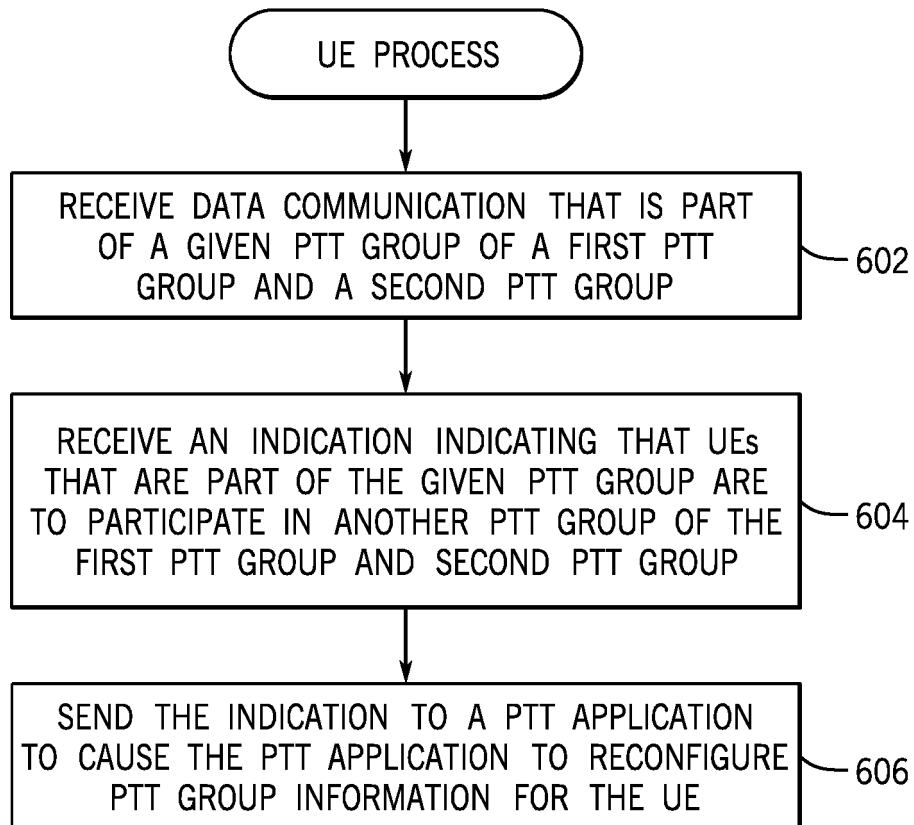 UE PROCESS
RECEIVE DATA COMMUNICATION THAT IS PART
OF A GIVEN PTT GROUP OF A FIRST PTT
GROUP AND A SECOND PTT GROUP
602
RECEIVE AN INDICATION INDICATING THAT UEs
THAT ARE PART OF THE GIVEN PTT GROUP ARE
TO PARTICIPATE IN ANOTHER PTT GROUP OF THE
FIRST PTT GROUP AND SECOND PTT GROUP
604
SEND THE INDICATION TO A PTT APPLICATION
TO CAUSE THE PTT APPLICATION TO RECONFIGURE
PTT GROUP INFORMATION FOR THE UE
606